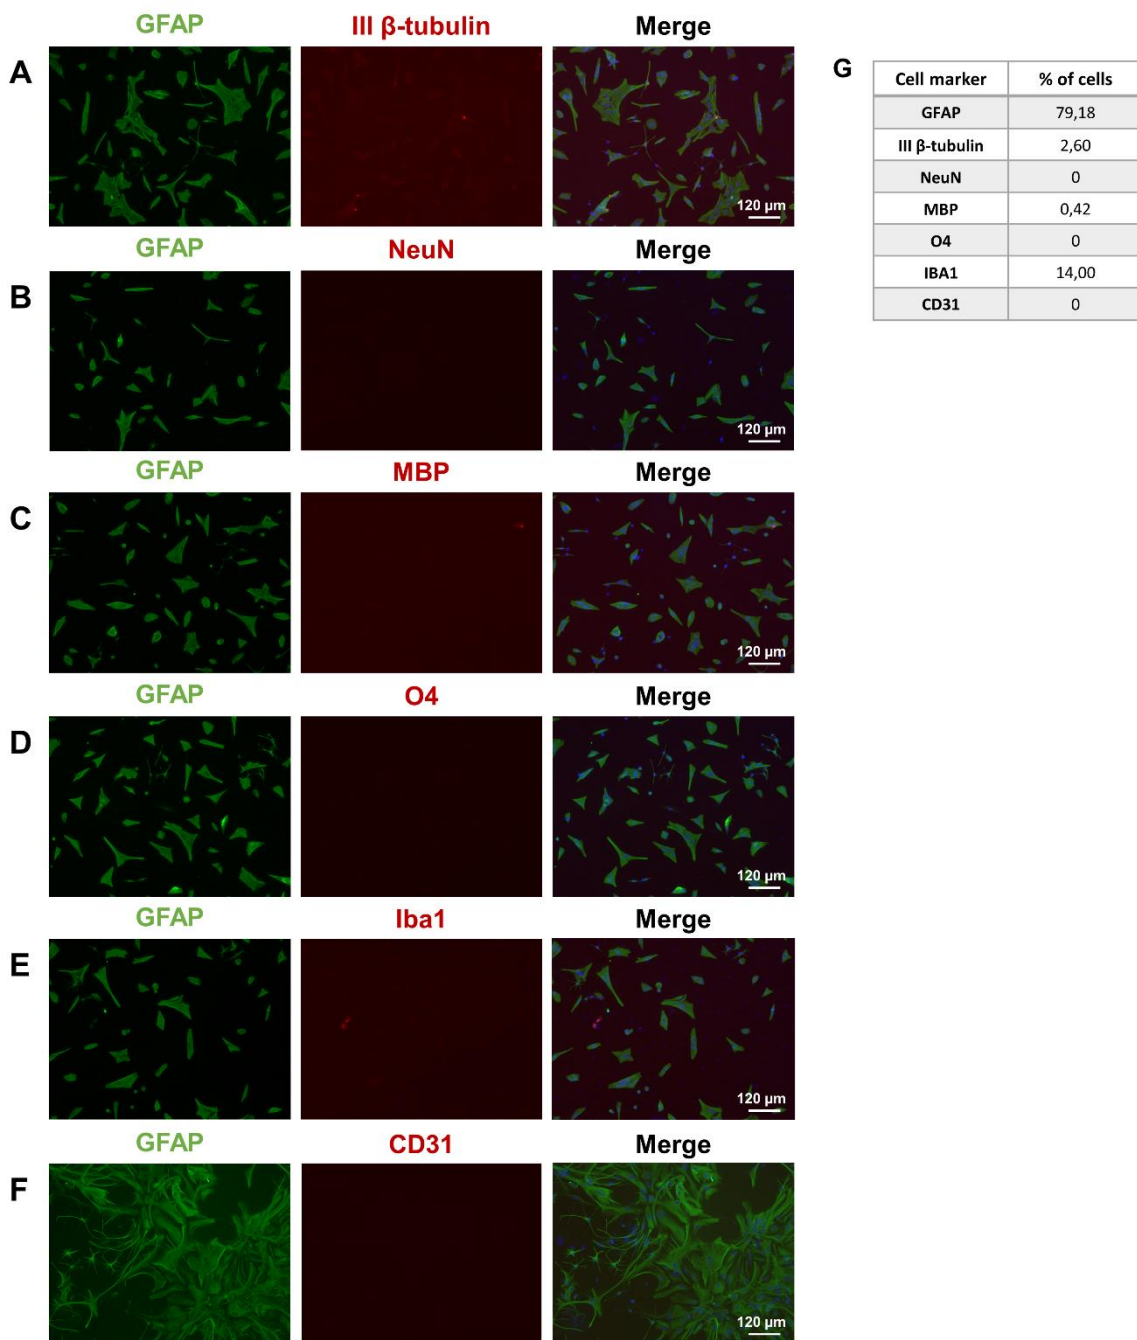 GFAP III β-tubulin Merge
A
120 µm
GFAP NeuN Merge
B
120 µm
GFAP MBP Merge
C
120 µm
GFAP O4 Merge
D
120 µm
GFAP Iba1 Merge
E
120 µm
GFAP CD31 Merge
F
120 µm
G
Cell marker % of cells
GFAP 79,18
III β-tubulin 2,60
NeuN 0
MBP 0,42
O4 0
IBA1 14,00
CD31 0